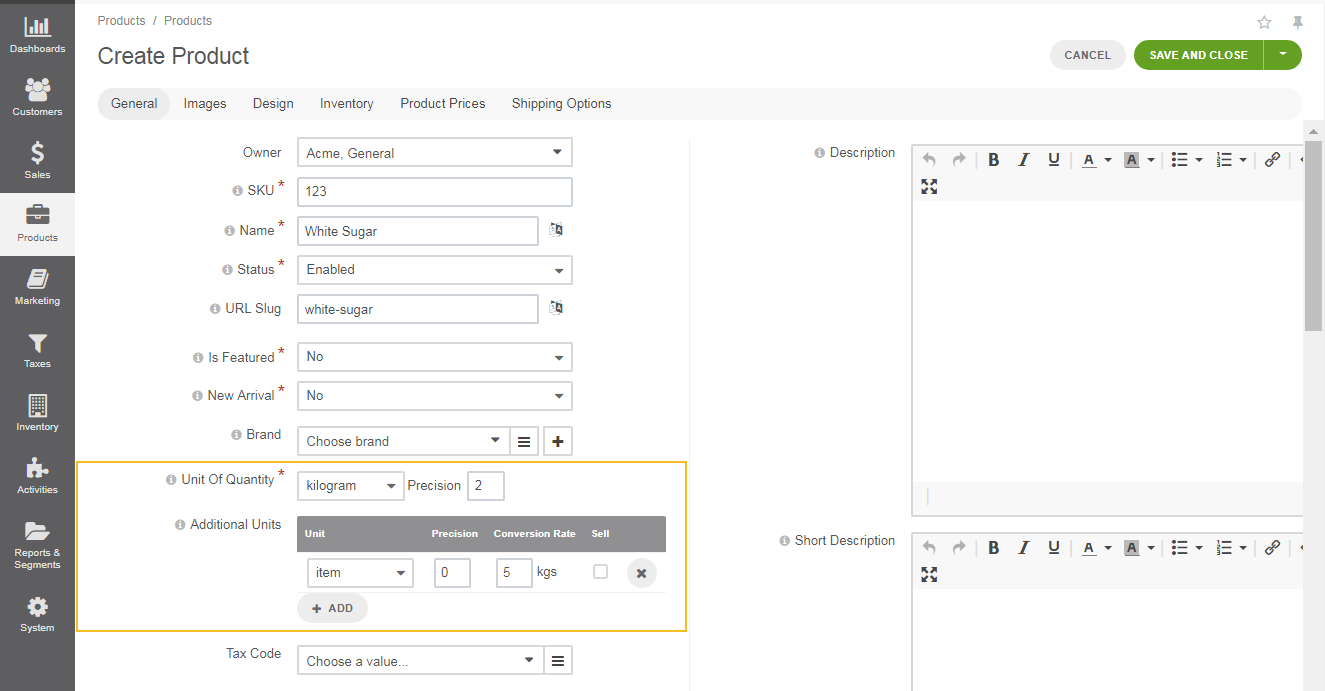 Dashboards
Customers
Sales
Products
Marketing
Taxes
Inventory
Activities
Reports &
Segments
System
Products / Products
Create Product
CANCEL
SAVE AND CLOSE
General Images Design Inventory Product Prices Shipping Options
Owner Acme, General
SKU * 123
Name * White Sugar
Status * Enabled
URL Slug white-sugar
Is Featured * No
New Arrival * No
Brand Choose brand
Unit Of Quantity * kilogram Precision 2
Additional Units Unit Precision Conversion Rate Sell
item 0 5 kgs
+ ADD
Tax Code Choose a value...
Description
B I U A A
Short Description
B I U A A